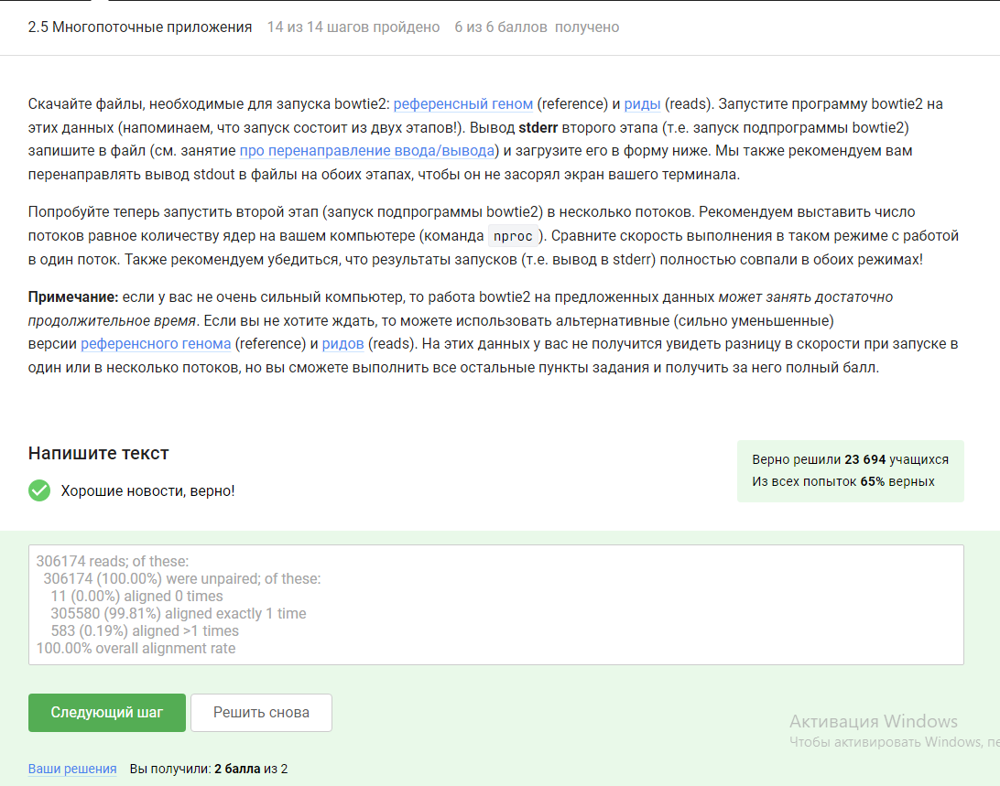 2.5 Многопоточные приложения 14 из 14 шагов пройдено 6 из 6 баллов получено
Скачайте файлы, необходимые для запуска bowtie2: референсный геном (reference) и риды (reads). Запустите программу bowtie2 на
этих данных (напоминаем, что запуск состоит из двух этапов!). Вывод stderr второго этапа (т.е. запуск подпрограммы bowtie2)
запишите в файл (см. занятие про перенаправление ввода/вывода) и загрузите его в форму ниже. Мы также рекомендуем вам
перенаправлять вывод stdout в файлы на обоих этапах, чтобы он не засорял экран вашего терминала.
Попробуйте теперь запустить второй этап (запуск подпрограммы bowtie2) в несколько потоков. Рекомендуем выставить число
потоков равное количеству ядер на вашем компьютере (команда nproc). Сравните скорость выполнения в таком режиме с работой
в один поток. Также рекомендуем убедиться, что результаты запусков (т.е. вывод в stderr) полностью совпали в обоих режимах!
Примечание: если у вас не очень сильный компьютер, то работа bowtie2 на предложенных данных может занять достаточно
продолжительное время. Если вы не хотите ждать, то можете использовать альтернативные (сильно уменьшенные)
версии референсного генома (reference) и ридов (reads). На этих данных у вас не получится увидеть разницу в скорости при запуске в
один или в несколько потоков, но вы сможете выполнить все остальные пункты задания и получить за него полный балл.
Напишите текст
Верно решили 23 694 учащихся
Из всех попыток 65% верных
Хорошие новости, верно!
306174 reads; of these:
306174 (100.00%) were unpaired; of these:
11 (0.00%) aligned 0 times
305580 (99.81%) aligned exactly 1 time
583 (0.19%) aligned >1 times
100.00% overall alignment rate
Следующий шаг Решить снова
Активация Windows
Чтобы активировать Windows,
Ваши решения Вы получили: 2 балла из 2